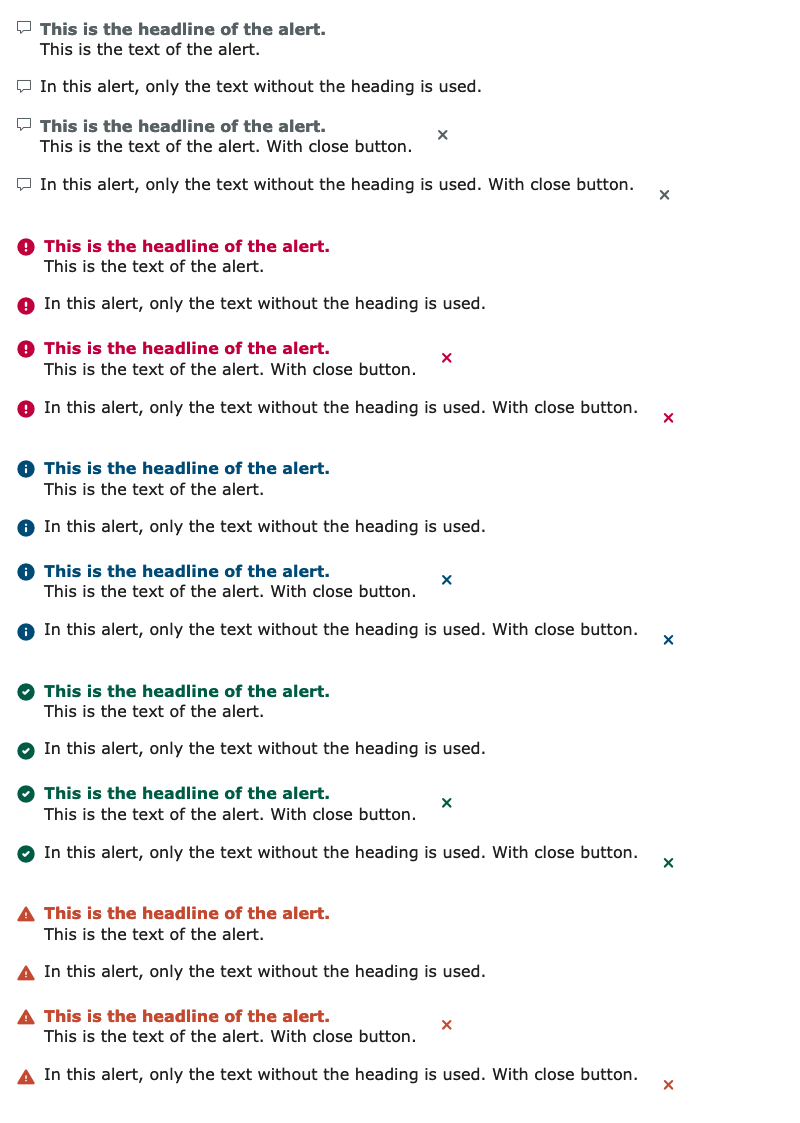 This is the headline of the alert.
This is the text of the alert.
In this alert, only the text without the heading is used.
This is the headline of the alert.
This is the text of the alert. With close button.
In this alert, only the text without the heading is used. With close button.
This is the headline of the alert.
This is the text of the alert.
In this alert, only the text without the heading is used.
This is the headline of the alert.
This is the text of the alert. With close button.
In this alert, only the text without the heading is used. With close button.
This is the headline of the alert.
This is the text of the alert.
In this alert, only the text without the heading is used.
This is the headline of the alert.
This is the text of the alert. With close button.
In this alert, only the text without the heading is used. With close button.
This is the headline of the alert.
This is the text of the alert.
In this alert, only the text without the heading is used.
This is the headline of the alert.
This is the text of the alert. With close button.
In this alert, only the text without the heading is used. With close button.
This is the headline of the alert.
This is the text of the alert.
In this alert, only the text without the heading is used.
This is the headline of the alert.
This is the text of the alert. With close button.
In this alert, only the text without the heading is used. With close button.